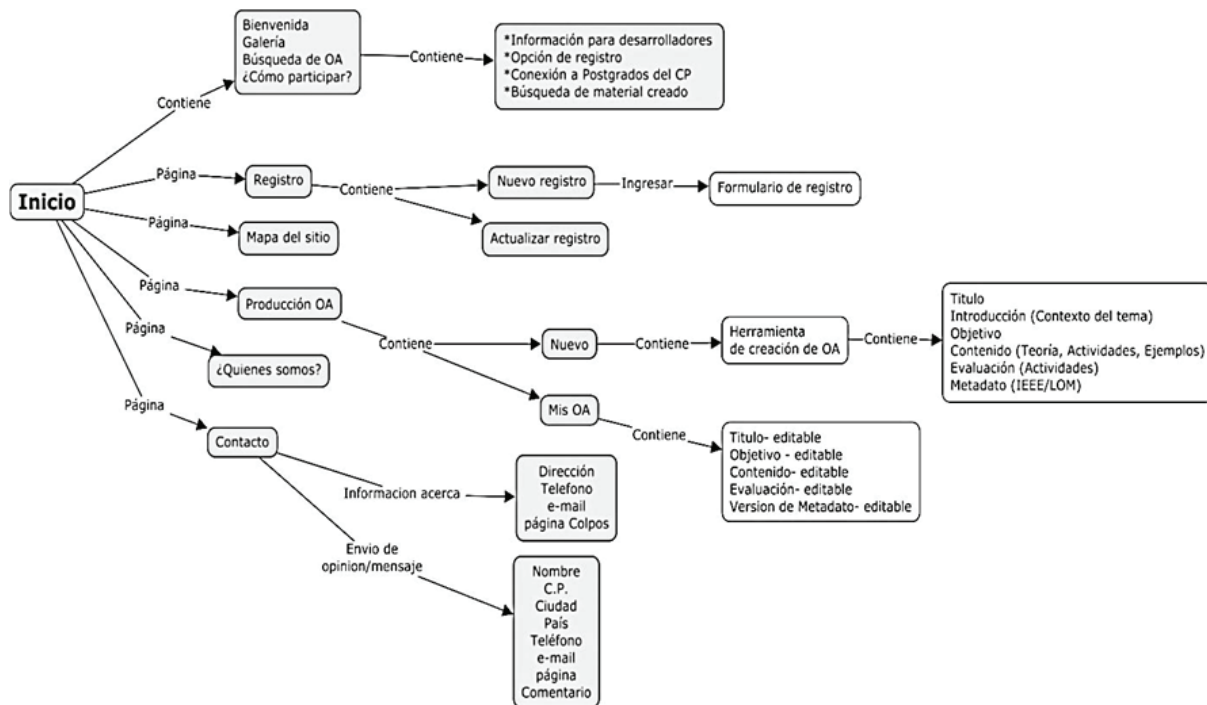 Bienvenida
Galería
Búsqueda de OA
¿Cómo participar?
Contiene
*Información para desarrolladores
*Opción de registro
*Conexión a Postgrados del CP
*Búsqueda de material creado
Contiene
Inicio
Página
Registro
Contiene
Nuevo registro
Ingresar
Formulario de registro
Actualizar registro
Página
Mapa del sitio
Página
Producción OA
Contiene
Nuevo
Contiene
Herramienta
de creación de OA
Contiene
Titulo
Introducción (Contexto del tema)
Objetivo
Contenido (Teoría, Actividades, Ejemplos)
Evaluación (Actividades)
Metadato (IEEE/LOM)
Mis OA
Contiene
Titulo- editable
Objetivo - editable
Contenido- editable
Evaluación- editable
Version de Metadato- editable
Página
¿Quienes somos?
Página
Contacto
Informacion acerca
Dirección
Telefono
e-mail
página Colpos
Envio de
opinion/mensaje
Nombre
C.P.
Ciudad
País
Teléfono
e-mail
página
Comentario